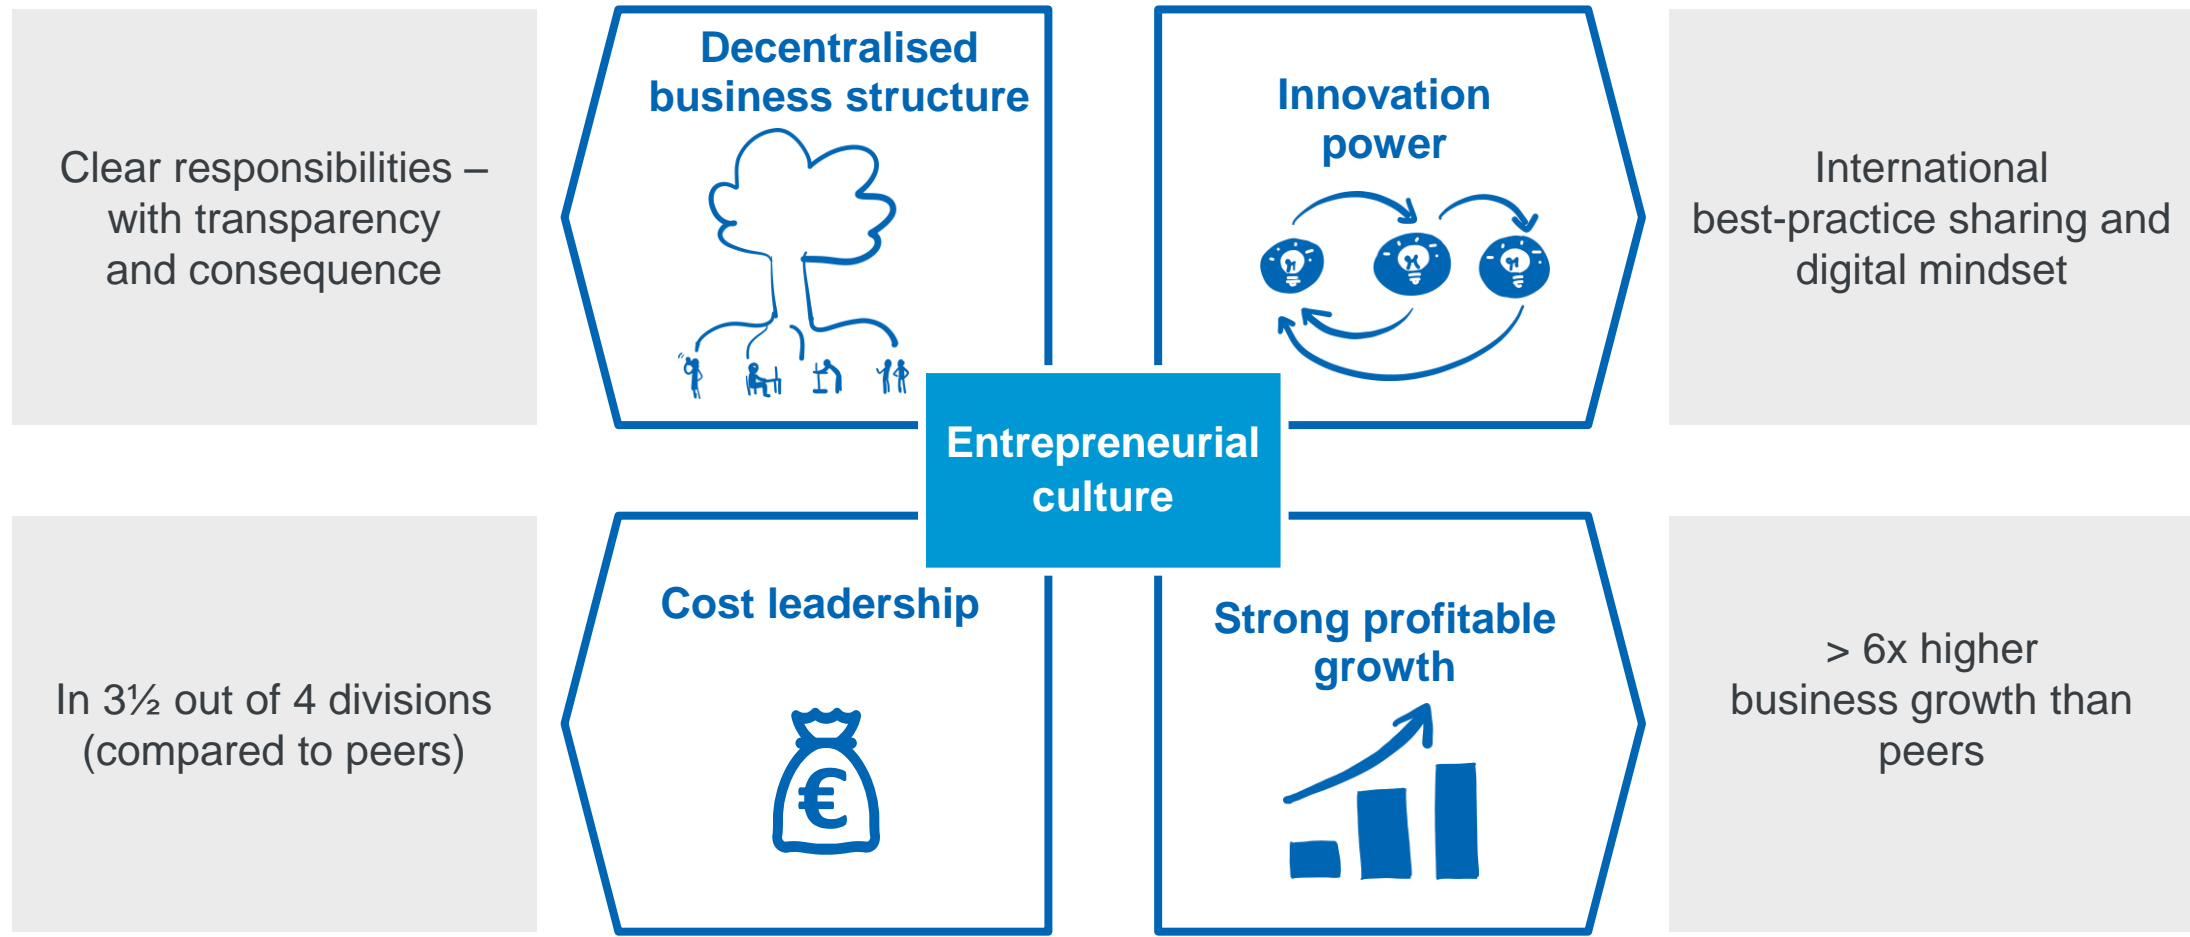 Clear responsibilities –
with transparency
and consequence
Decentralised
business structure
Innovation
power
International
best-practice sharing and
digital mindset
Entrepreneurial
culture
In 3½ out of 4 divisions
(compared to peers)
Cost leadership
€
Strong profitable
growth
> 6x higher
business growth than
peers